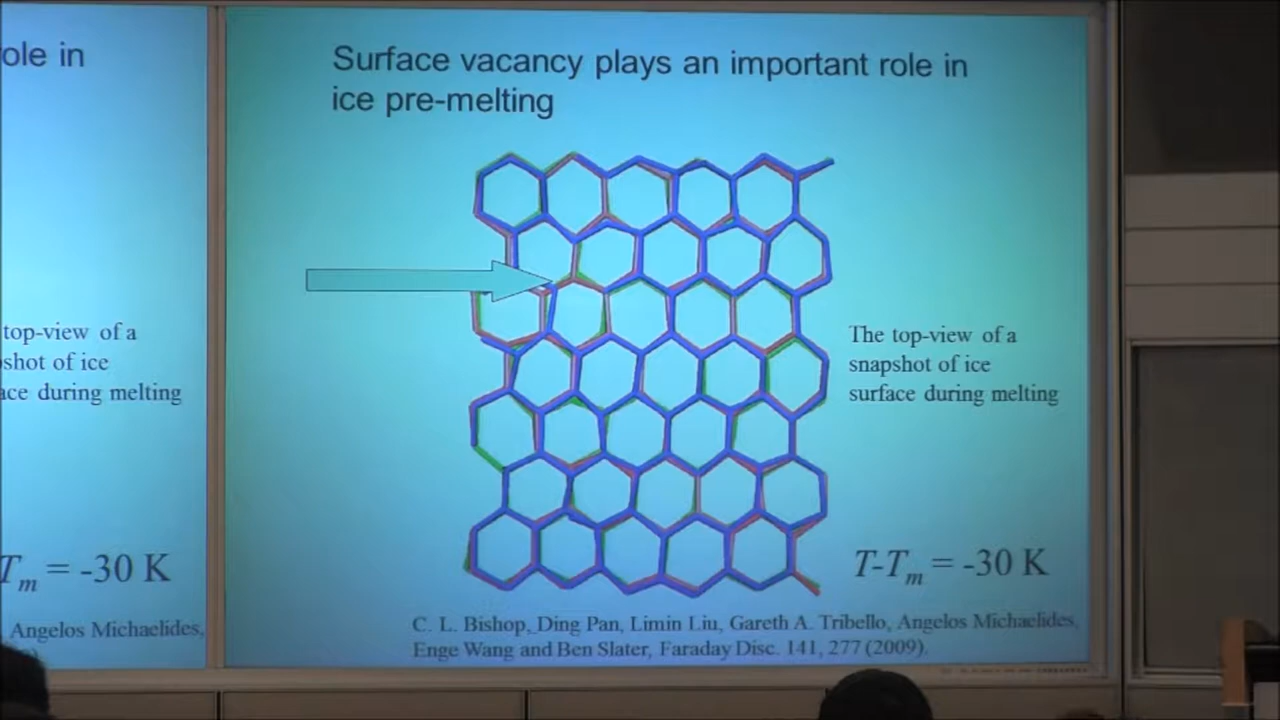 ole in
top-view of a
shot of ice
ace during melting
Tm = -30 K
Angelos Michaelides,
Surface vacancy plays an important role in
ice pre-melting
The top-view of a
snapshot of ice
surface during melting
T-Tm = -30 K
C. L. Bishop, Ding Pan, Limin Liu, Gareth A. Tribello, Angelos Michaelides,
Enge Wang and Ben Slater, Faraday Disc. 141, 277 (2009).